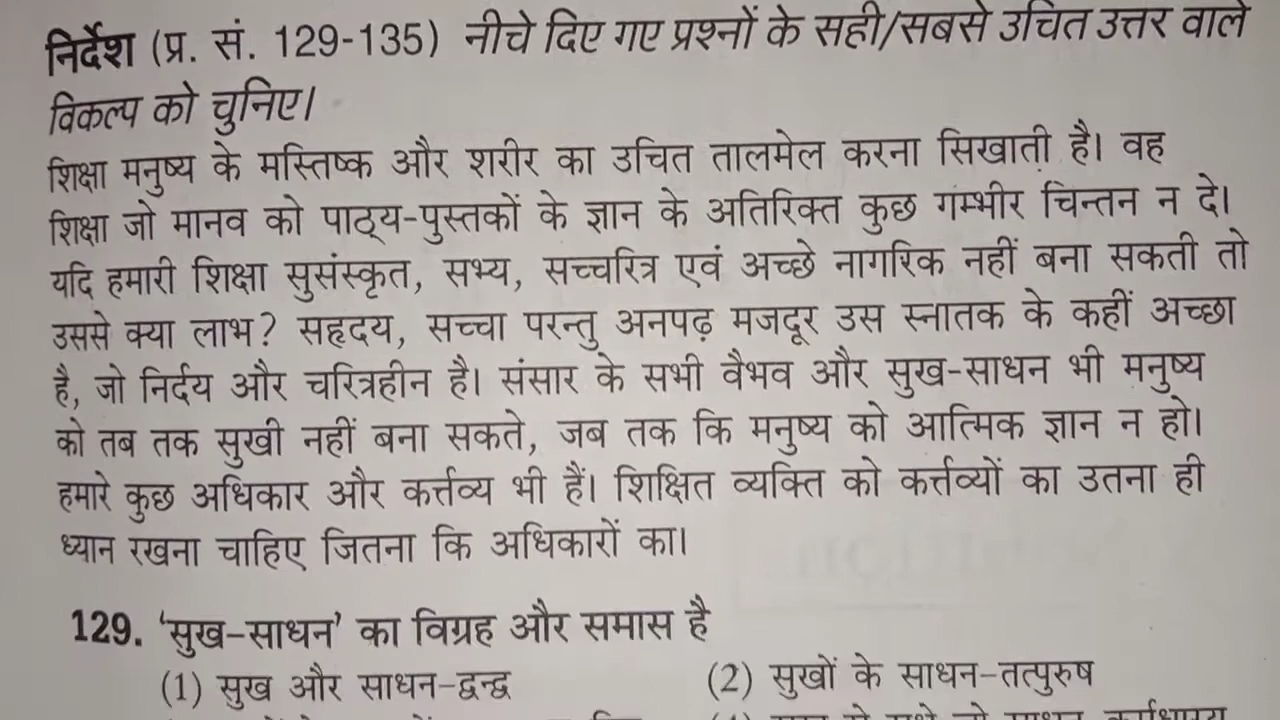 निर्देश (प्र. सं. 129-135) नीचे दिए गए प्रश्नों के सही/सबसे उचित उत्तर वाले
विकल्प को चुनिए।
शिक्षा मनुष्य के मस्तिष्क और शरीर का उचित तालमेल करना सिखाती है। वह
शिक्षा जो मानव को पाठ्य-पुस्तकों के ज्ञान के अतिरिक्त कुछ गम्भीर चिन्तन न दे।
यदि हमारी शिक्षा सुसंस्कृत, सभ्य, सच्चरित्र एवं अच्छे नागरिक नहीं बना सकती तो
उससे क्या लाभ? सहृदय, सच्चा परन्तु अनपढ़ मजदूर उस स्नातक के कहीं अच्छा
है, जो निर्दय और चरित्रहीन है। संसार के सभी वैभव और सुख-साधन भी मनुष्य
को तब तक सुखी नहीं बना सकते, जब तक कि मनुष्य को आत्मिक ज्ञान न हो।
हमारे कुछ अधिकार और कर्त्तव्य भी हैं। शिक्षित व्यक्ति को कर्त्तव्यों का उतना ही
ध्यान रखना चाहिए जितना कि अधिकारों का।
129. 'सुख-साधन' का विग्रह और समास है
(1) सुख और साधन-द्वन्द्व (2) सुखों के साधन-तत्पुरुष